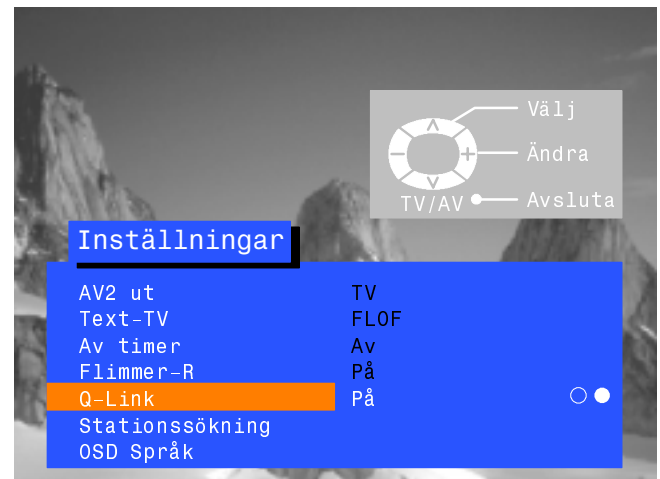 Välj
Ändra
TV/AV Avsluta
Inställningar
AV2 ut TV
Text-TV FLOF
Av timer Av
Flimmer-R På
Q-Link På
Stationssökning
OSD Språk